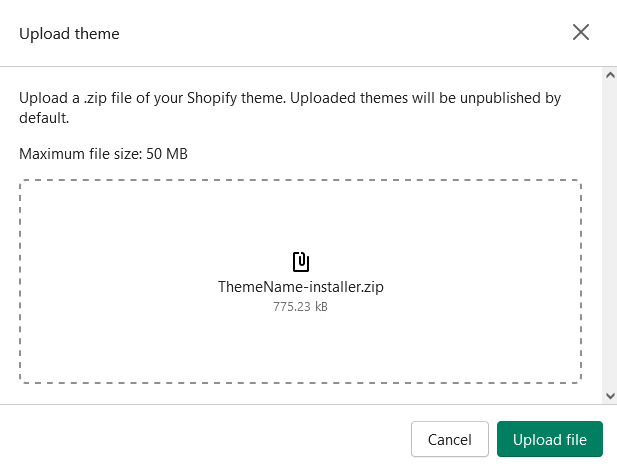 Upload theme
Upload a .zip file of your Shopify theme. Uploaded themes will be unpublished by
default.
Maximum file size: 50 MB
ThemeName-installer.zip
775.23 kB
Cancel
Upload file